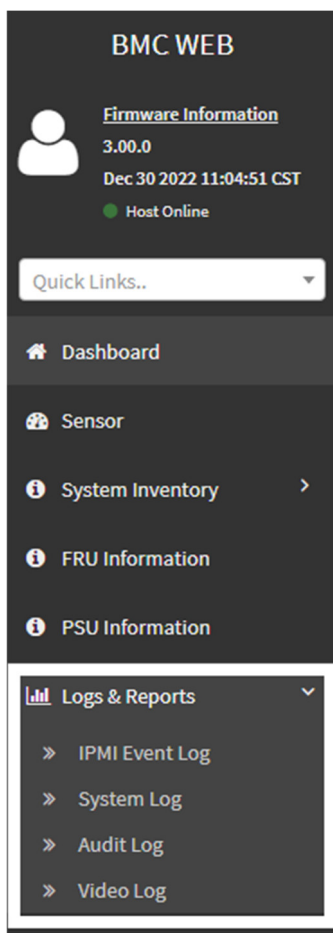 BMC WEB
Firmware Information
3.00.0
Dec 30 2022 11:04:51 CST
Host Online
Quick Links..
Dashboard
Sensor
System Inventory
FRU Information
PSU Information
Logs & Reports
IPMI Event Log
System Log
Audit Log
Video Log